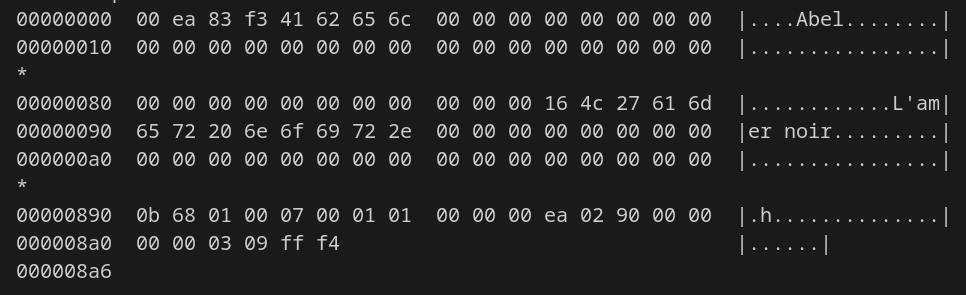 00000000  00 ea 83 f3 41 62 65 6c  00 00 00 00 00 00 00 00  |....Abel........|
00000010  00 00 00 00 00 00 00 00  00 00 00 00 00 00 00 00  |................|
*
00000080  00 00 00 00 00 00 00 00  00 00 00 16 4c 27 61 6d  |............L'am|
00000090  65 72 20 6e 6f 69 72 2e  00 00 00 00 00 00 00 00  |er noir.........|
000000a0  00 00 00 00 00 00 00 00  00 00 00 00 00 00 00 00  |................|
*
00000890  0b 68 01 00 07 00 01 01  00 00 00 ea 02 90 00 00  |.h..............|
000008a0  00 00 03 09 ff f4                                 |......|
000008a6